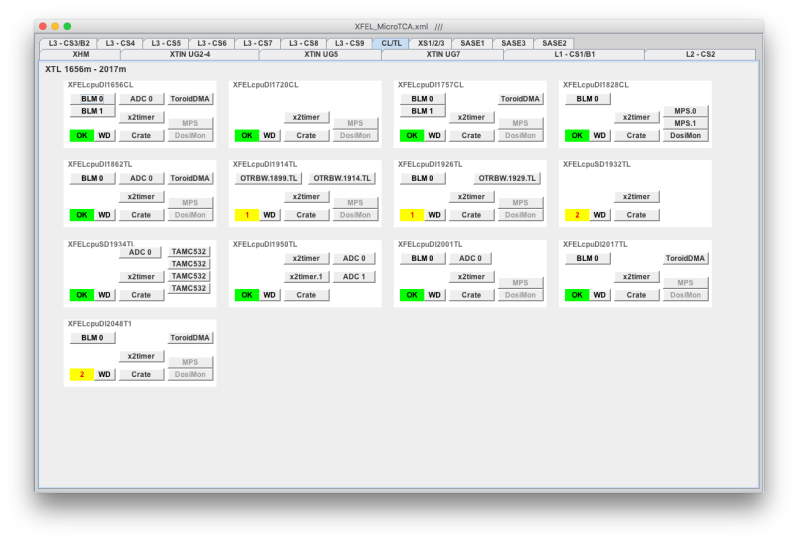 XFEL_MicroTCA.xml ///
L3 - CS3/B2 L3 - CS4 L3 - CS5 L3 - CS6 L3 - CS7 L3 - CS8 L3 - CS9 CL/TL XS1/2/3 SASE1 SASE3 SASE2
XHM XTIN UG2-4 XTIN UG5 XTIN UG7 L1 - CS1/B1 L2 - CS2
XTL 1656m - 2017m
XFELcpuDI1656CL
BLM 0 ADC 0 ToroidDMA
BLM 1
x2timer
MPS
OK WD Crate DosiMon
XFELcpuDI1720CL
x2timer
MPS
OK WD Crate DosiMon
XFELcpuDI1757CL
BLM 0 ToroidDMA
BLM 1
x2timer
MPS
OK WD Crate DosiMon
XFELcpuDI1828CL
BLM 0
MPS.0
x2timer
MPS.1
OK WD Crate DosiMon
XFELcpuDI1862TL
BLM 0 ADC 0 ToroidDMA
x2timer
MPS
OK WD Crate DosiMon
XFELcpuDI1914TL
OTRBW.1899.TL OTRBW.1914.TL
x2timer
MPS
1 WD Crate DosiMon
XFELcpuDI1926TL
BLM 0 OTRBW.1929.TL
x2timer
MPS
1 WD Crate DosiMon
XFELcpuSD1932TL
x2timer
2 WD Crate
XFELcpuSD1934TL
ADC 0 TAMC532
TAMC532
x2timer TAMC532
TAMC532
OK WD Crate
XFELcpuDI1950TL
x2timer ADC 0
x2timer.1 ADC 1
OK WD Crate
XFELcpuDI2001TL
BLM 0 ADC 0
x2timer
MPS
OK WD Crate DosiMon
XFELcpuDI2017TL
BLM 0 ToroidDMA
x2timer
MPS
OK WD Crate DosiMon
XFELcpuDI2048T1
BLM 0 ToroidDMA
x2timer
MPS
2 WD Crate DosiMon